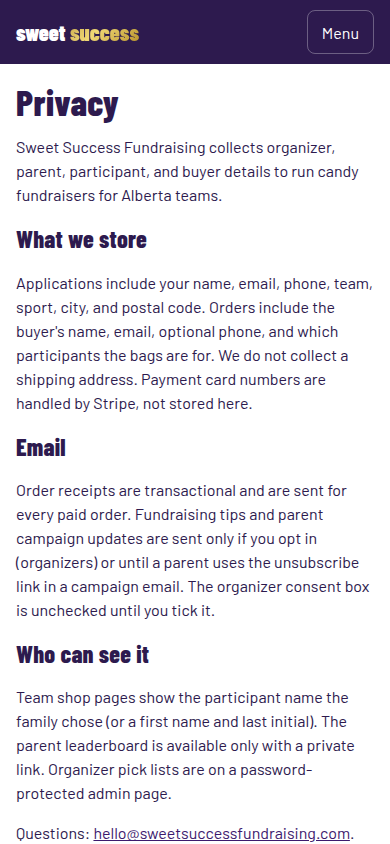 sweet success
Menu
Privacy
Sweet Success Fundraising collects organizer,
parent, participant, and buyer details to run candy
fundraisers for Alberta teams.
What we store
Applications include your name, email, phone, team,
sport, city, and postal code. Orders include the
buyer's name, email, optional phone, and which
participants the bags are for. We do not collect a
shipping address. Payment card numbers are
handled by Stripe, not stored here.
Email
Order receipts are transactional and are sent for
every paid order. Fundraising tips and parent
campaign updates are sent only if you opt in
(organizers) or until a parent uses the unsubscribe
link in a campaign email. The organizer consent box
is unchecked until you tick it.
Who can see it
Team shop pages show the participant name the
family chose (or a first name and last initial). The
parent leaderboard is available only with a private
link. Organizer pick lists are on a password-
protected admin page.
Questions: hello@sweetsuccessfundraising.com.